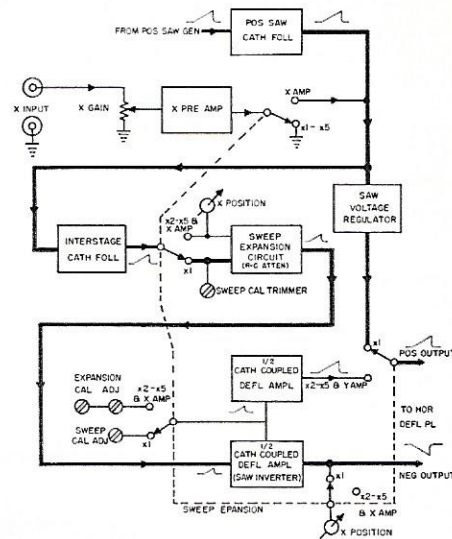 FROM POS SAW GEN
POS SAW
CATH FOLL
X INPUT
X GAIN
X PRE AMP
X AMP
x1-x5
SAW
VOLTAGE
REGULATOR
INTERSTAGE
CATH FOLL
x2-x5 &
X AMP
X POSITION
x1
SWEEP
EXPANSION
CIRCUIT
(R-C ATTEN)
SWEEP CAL TRIMMER
x1
POS OUTPUT
1/2
CATH COUPLED
DEFL AMPL
x2-x5 & Y AMP
EXPANSION
CAL ADJ
x2-x5
& X AMP
TO HOR
DEFL PL
SWEEP
CAL ADJ
x1
1/2
CATH COUPLED
DEFL AMPL
(SAW INVERTER)
NEG OUTPUT
x1
x2-x5
& X AMP
SWEEP EPANSION
X POSITION